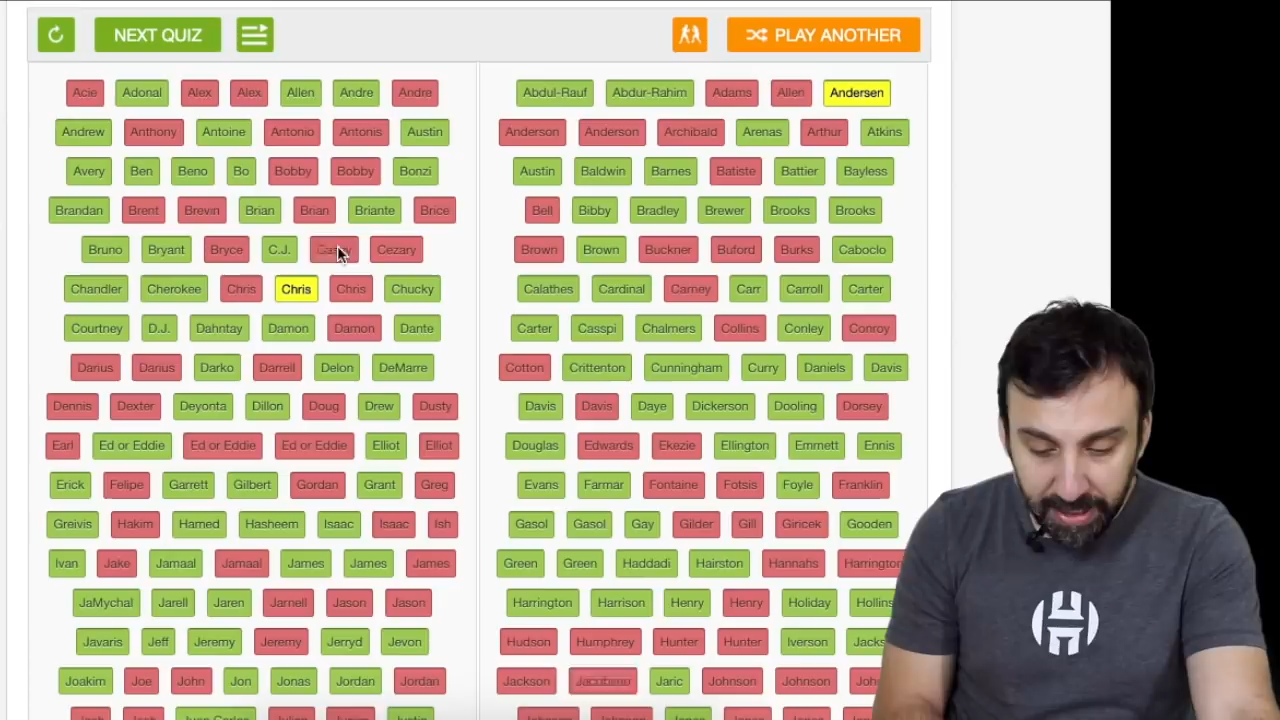 NEXT QUIZ
PLAY ANOTHER
Acie Adonal Alex Alex Allen Andre Andre
Andrew Anthony Antoine Antonio Antonis Austin
Avery Ben Beno Bo Bobby Bobby Bonzi
Brandan Brent Brevin Brian Brian Briante Brice
Bruno Bryant Bryce C.J. Casey Cezary
Chandler Cherokee Chris Chris Chris Chucky
Courtney D.J. Dahntay Damon Damon Dante
Darius Darius Darko Darrell Delon DeMarre
Dennis Dexter Deyonta Dillon Doug Drew Dusty
Earl Ed or Eddie Ed or Eddie Ed or Eddie Elliot Elliot
Erick Felipe Garrett Gilbert Gordan Grant Greg
Greivis Hakim Hamed Hasheem Isaac Isaac Ish
Ivan Jake Jamaal Jamaal James James James
JaMychal Jarell Jaren Jarnell Jason Jason
Javaris Jeff Jeremy Jeremy Jerryd Jevon
Joakim Joe John Jon Jonas Jordan Jordan
Abdul-Rauf Abdur-Rahim Adams Allen Andersen
Anderson Anderson Archibald Arenas Arthur Atkins
Austin Baldwin Barnes Batiste Battier Bayless
Bell Bibby Bradley Brewer Brooks Brooks
Brown Brown Buckner Buford Burks Caboclo
Calathes Cardinal Carney Carr Carroll Carter
Carter Casspi Chalmers Collins Conley Conroy
Cotton Crittenton Cunningham Curry Daniels Davis
Davis Davis Daye Dickerson Dooling Dorsey
Douglas Edwards Ekezie Ellington Emmett Ennis
Evans Farmar Fontaine Fotsis Foyle Franklin
Gasol Gasol Gay Gilder Gill Giricek Gooden
Green Green Haddadi Hairston Hannahs Harrington
Harrington Harrison Henry Henry Holiday Hollins
Hudson Humphrey Hunter Hunter Iverson Jacks
Jackson Jacobsen Jaric Johnson Johnson Joh